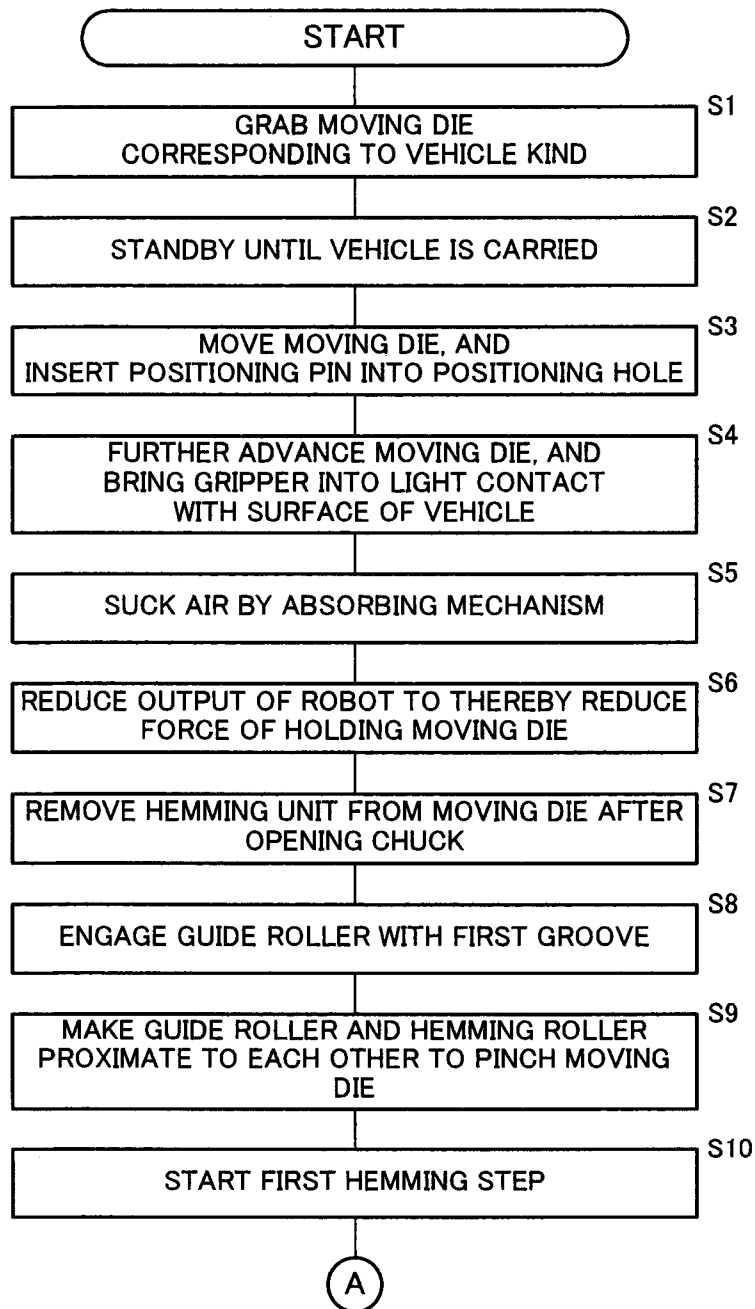 START
S1
GRAB MOVING DIE
CORRESPONDING TO VEHICLE KIND
S2
STANDBY UNTIL VEHICLE IS CARRIED
S3
MOVE MOVING DIE, AND
INSERT POSITIONING PIN INTO POSITIONING HOLE
S4
FURTHER ADVANCE MOVING DIE, AND
BRING GRIPPER INTO LIGHT CONTACT
WITH SURFACE OF VEHICLE
S5
SUCK AIR BY ABSORBING MECHANISM
S6
REDUCE OUTPUT OF ROBOT TO THEREBY REDUCE
FORCE OF HOLDING MOVING DIE
S7
REMOVE HEMMING UNIT FROM MOVING DIE AFTER
OPENING CHUCK
S8
ENGAGE GUIDE ROLLER WITH FIRST GROOVE
S9
MAKE GUIDE ROLLER AND HEMMING ROLLER
PROXIMATE TO EACH OTHER TO PINCH MOVING
DIE
S10
START FIRST HEMMING STEP
A